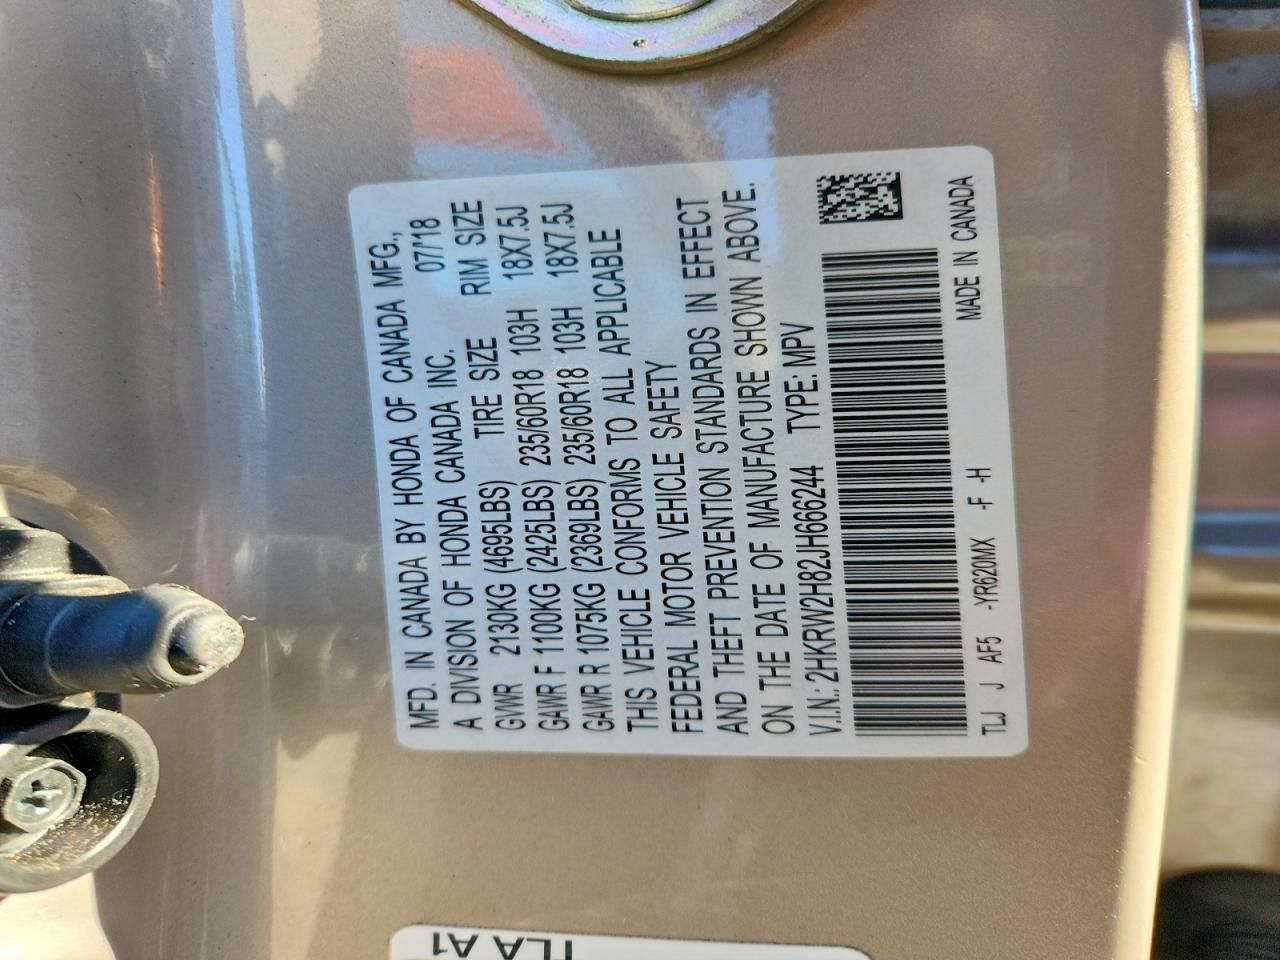 MFD. IN CANADA BY HONDA OF CANADA MFG.,
A DIVISION OF HONDA CANADA INC. 07/18
GVWR 2130KG (4695LBS) TIRE SIZE RIM SIZE
GAWR F 1100KG (2425LBS) 235/60R18 103H 18X7.5J
GAWR R 1075KG (2369LBS) 235/60R18 103H 18X7.5J
THIS VEHICLE CONFORMS TO ALL APPLICABLE
FEDERAL MOTOR VEHICLE SAFETY
AND THEFT PREVENTION STANDARDS IN EFFECT
ON THE DATE OF MANUFACTURE SHOWN ABOVE.
V.I.N.: 2HKRW2H82JH666244 TYPE: MPV
TLJ J AF5 -YR620MX -F -H MADE IN CANADA
TLA A1